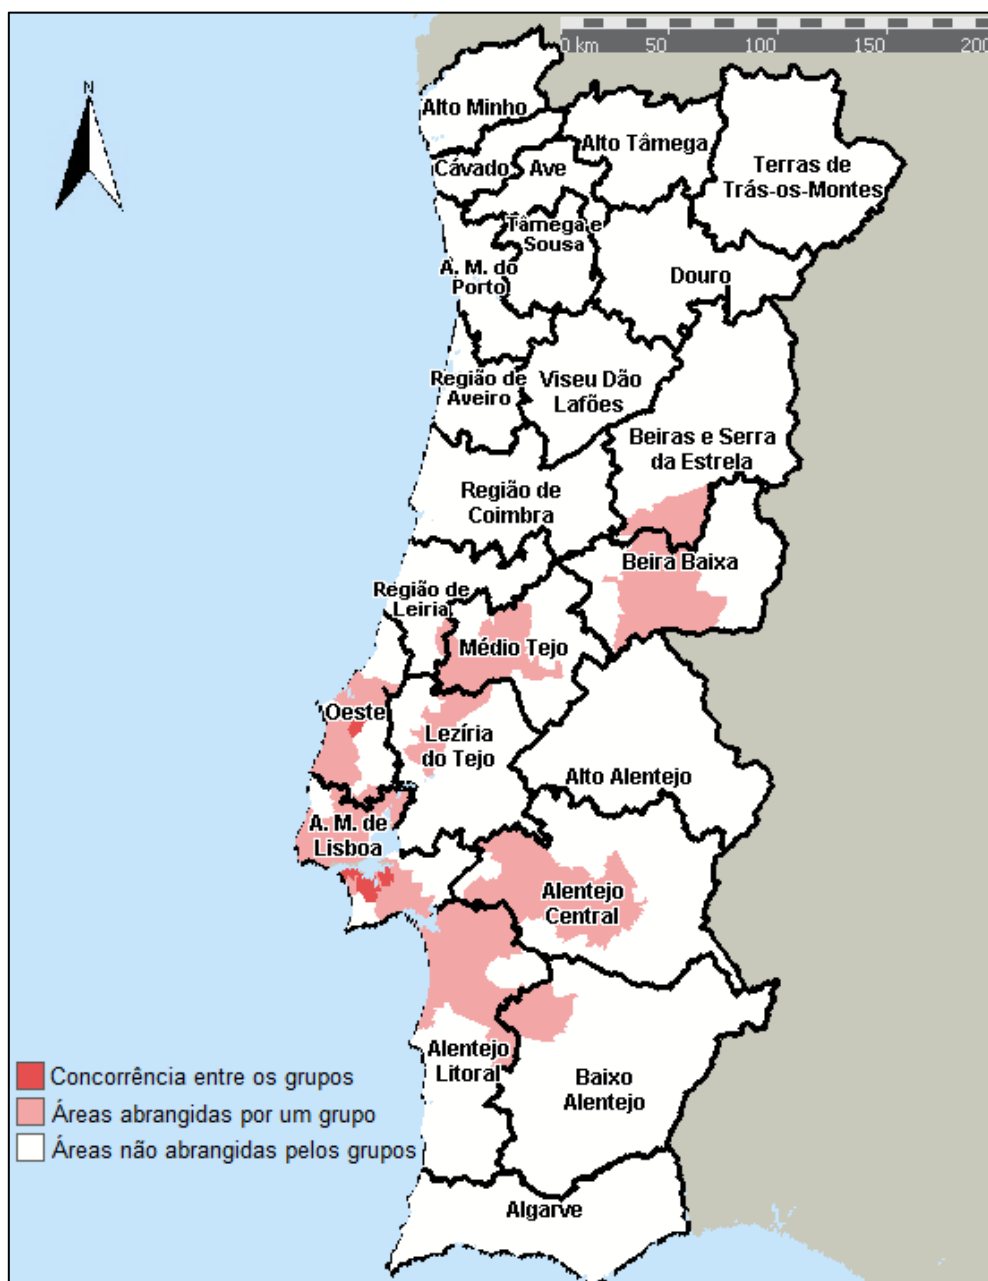 0 km 50 100 150 200
N
Alto Minho
Alto Tâmega
Cávado
Ave
Terras de
Trás-os-Montes
Tâmega e
Sousa
A. M. do
Porto
Douro
Região de
Aveiro
Viseu Dão
Lafões
Beiras e Serra
da Estrela
Região de
Coimbra
Beira Baixa
Região de
Leiria
Médio Tejo
Oeste
Lezíria
do Tejo
Alto Alentejo
A. M. de
Lisboa
Alentejo
Central
Alentejo
Litoral
Baixo
Alentejo
Algarve
Concorrência entre os grupos
Áreas abrangidas por um grupo
Áreas não abrangidas pelos grupos